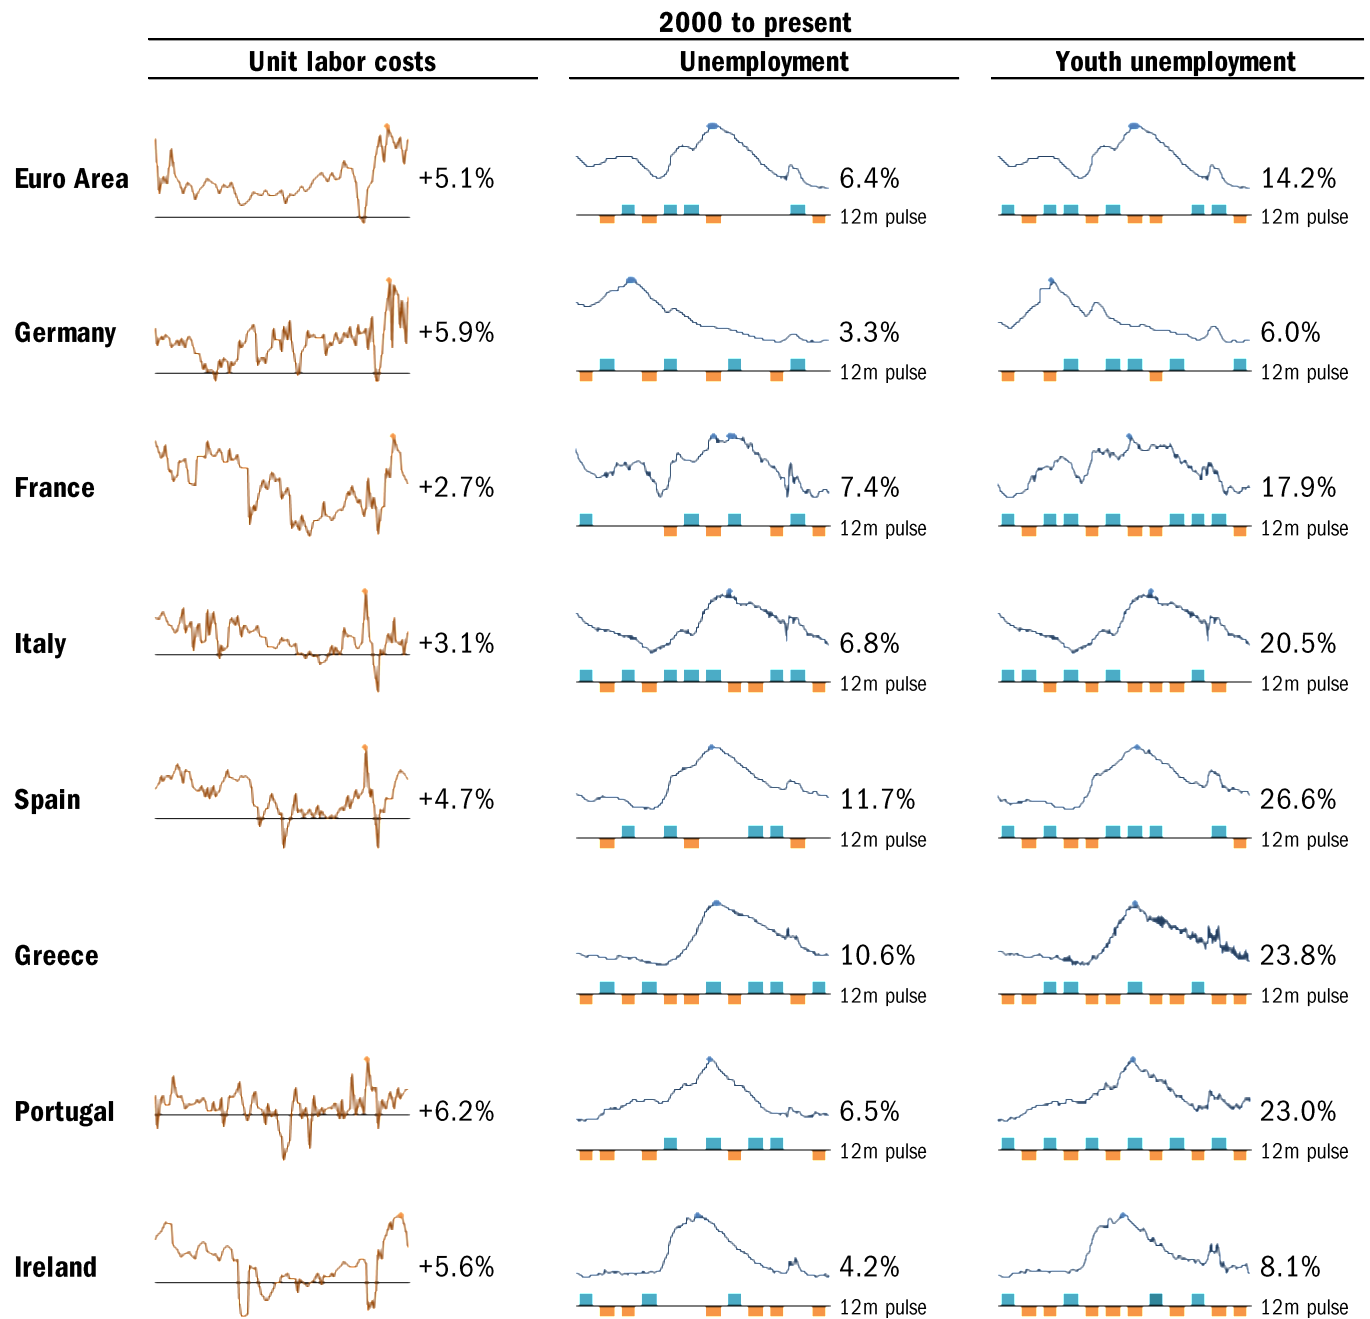 2000 to present
Unit labor costs Unemployment Youth unemployment
Euro Area +5.1% 6.4% 14.2%
12m pulse 12m pulse
Germany +5.9% 3.3% 6.0%
12m pulse 12m pulse
France +2.7% 7.4% 17.9%
12m pulse 12m pulse
Italy +3.1% 6.8% 20.5%
12m pulse 12m pulse
Spain +4.7% 11.7% 26.6%
12m pulse 12m pulse
Greece 10.6% 23.8%
12m pulse 12m pulse
Portugal +6.2% 6.5% 23.0%
12m pulse 12m pulse
Ireland +5.6% 4.2% 8.1%
12m pulse 12m pulse